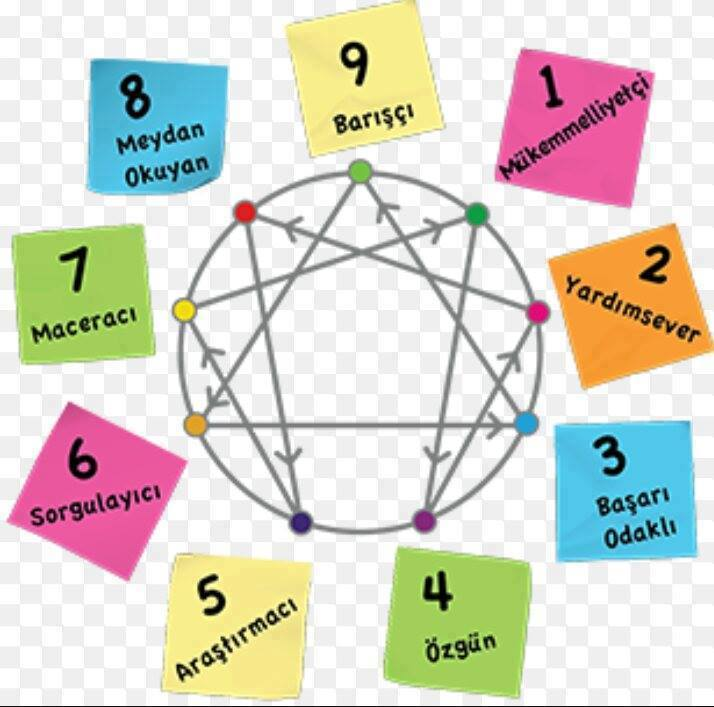 9
Barışçı
8
Meydan
Okuyan
1
Mükemmelliyetçi
7
Maceracı
2
Yardımsever
6
Sorgulayıcı
3
Başarı
Odaklı
5
Araştırmacı
4
Özgün